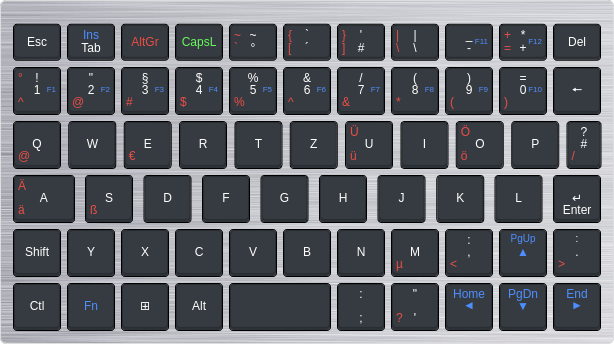 Esc Ins Tab AltGr CapsL ~ ~ ` ° { ` [ ´ } ' ] # | | \ \ _ – F11 + * F12 = + Del
° ! 1 F1 ^ " 2 F2 @ § 3 F3 # $ 4 F4 $ % 5 F5 % & 6 F6 ^ / 7 F7 & ( 8 F8 * ) 9 F9 ( = 0 F10 ) ←
Q @ W E € R T Z Ü U ü I Ö O ö P ? # /
Ä A ä S ß D F G H J K L ↵ Enter
Shift Y X C V B N M µ : , < PgUp ▲ : . >
Ctl Fn ⊞ Alt : ; " ? ' Home ◄ PgDn ▼ End ►